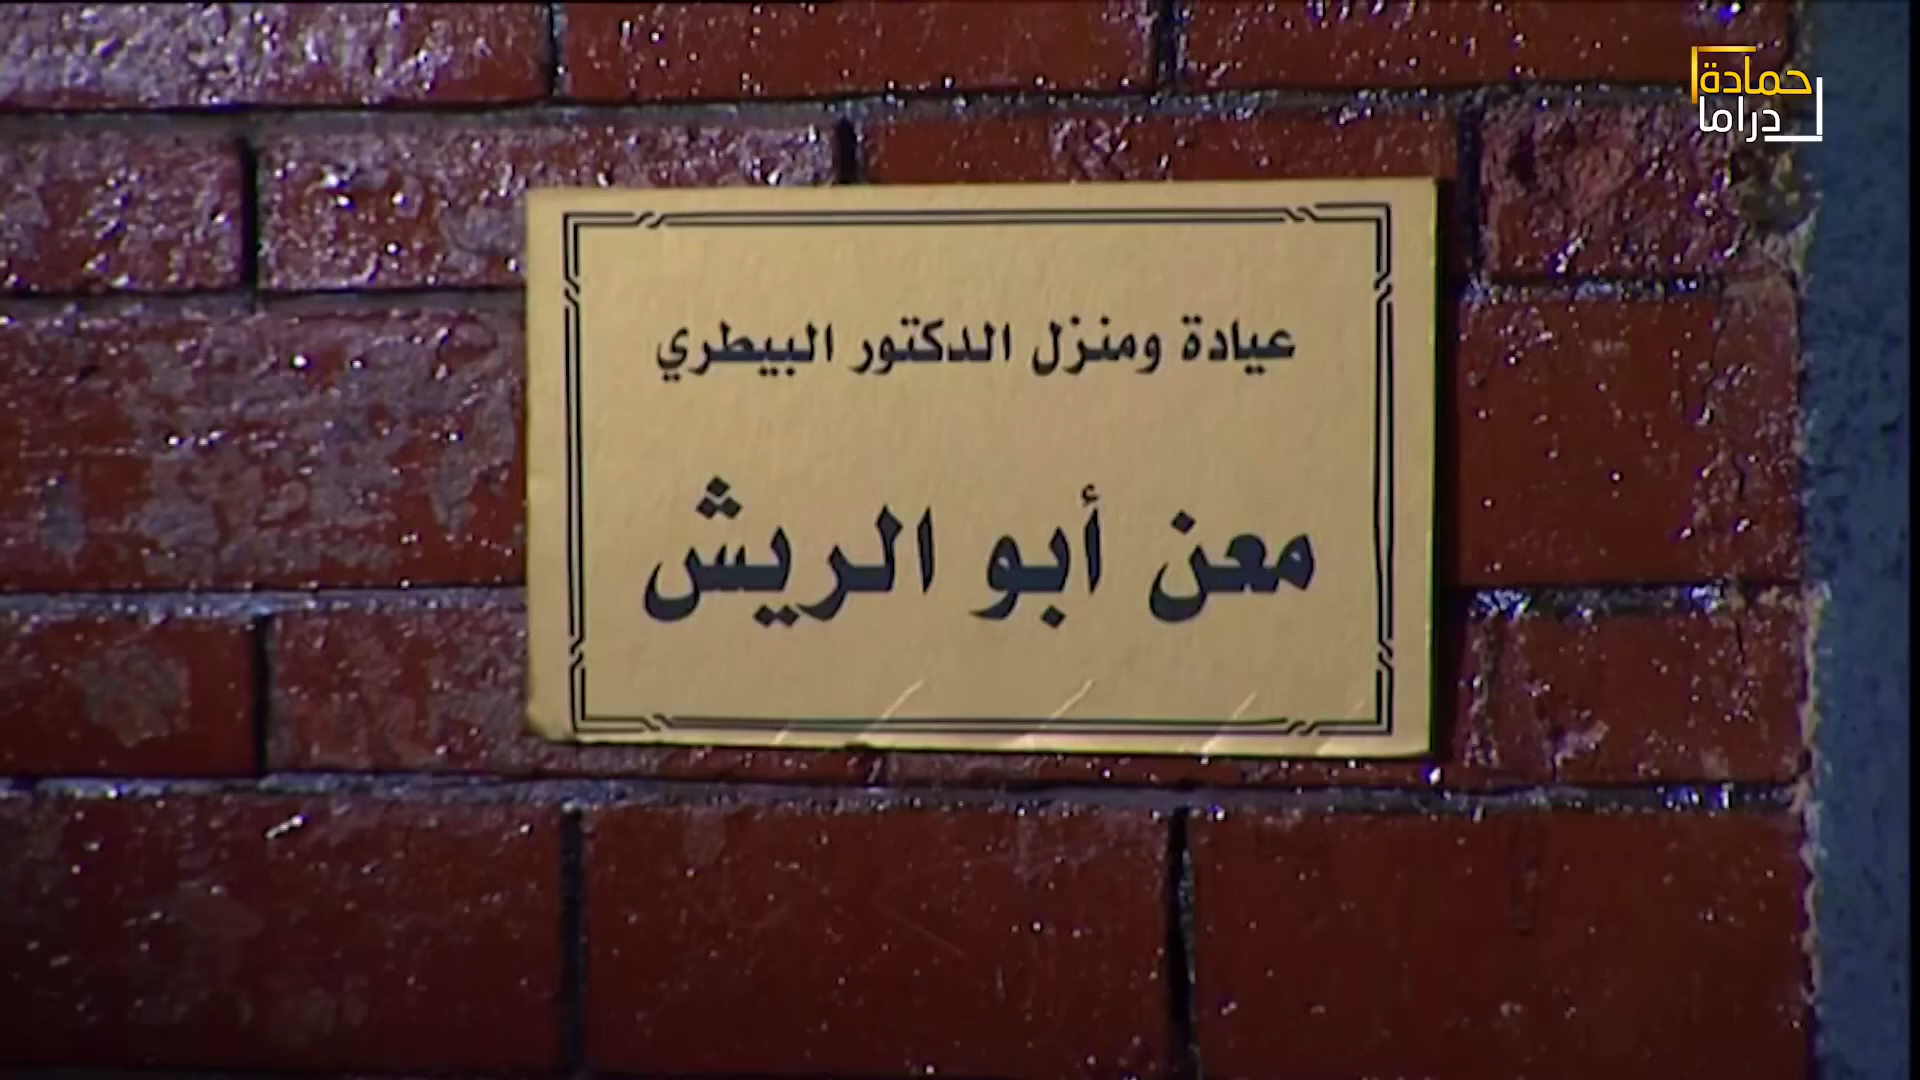 حمادة
دراما
عيادة ومنزل الدكتور البيطري
معن أبو الريش